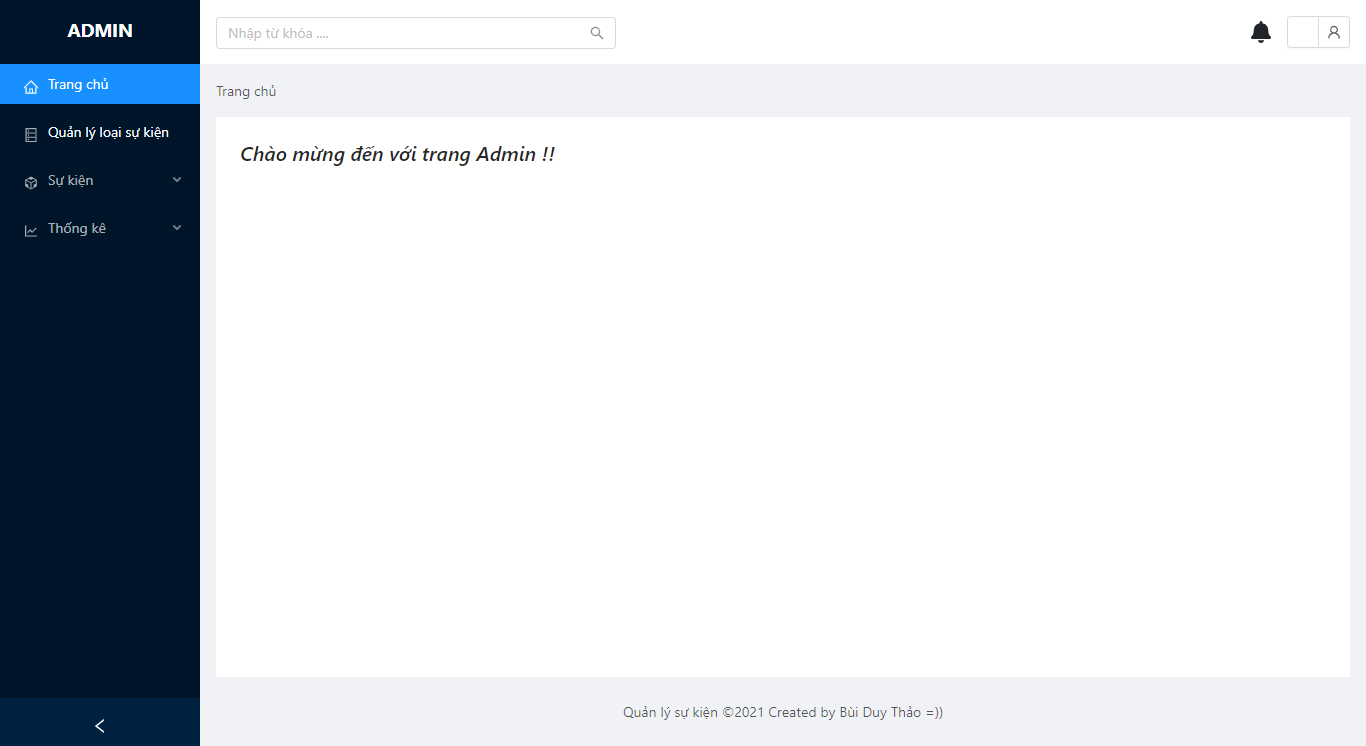 ADMIN
Nhập từ khóa ....
Trang chủ
Quản lý loại sự kiện
Sự kiện
Thống kê
Trang chủ
Chào mừng đến với trang Admin !!
Quản lý sự kiện ©2021 Created by Bùi Duy Thảo =))